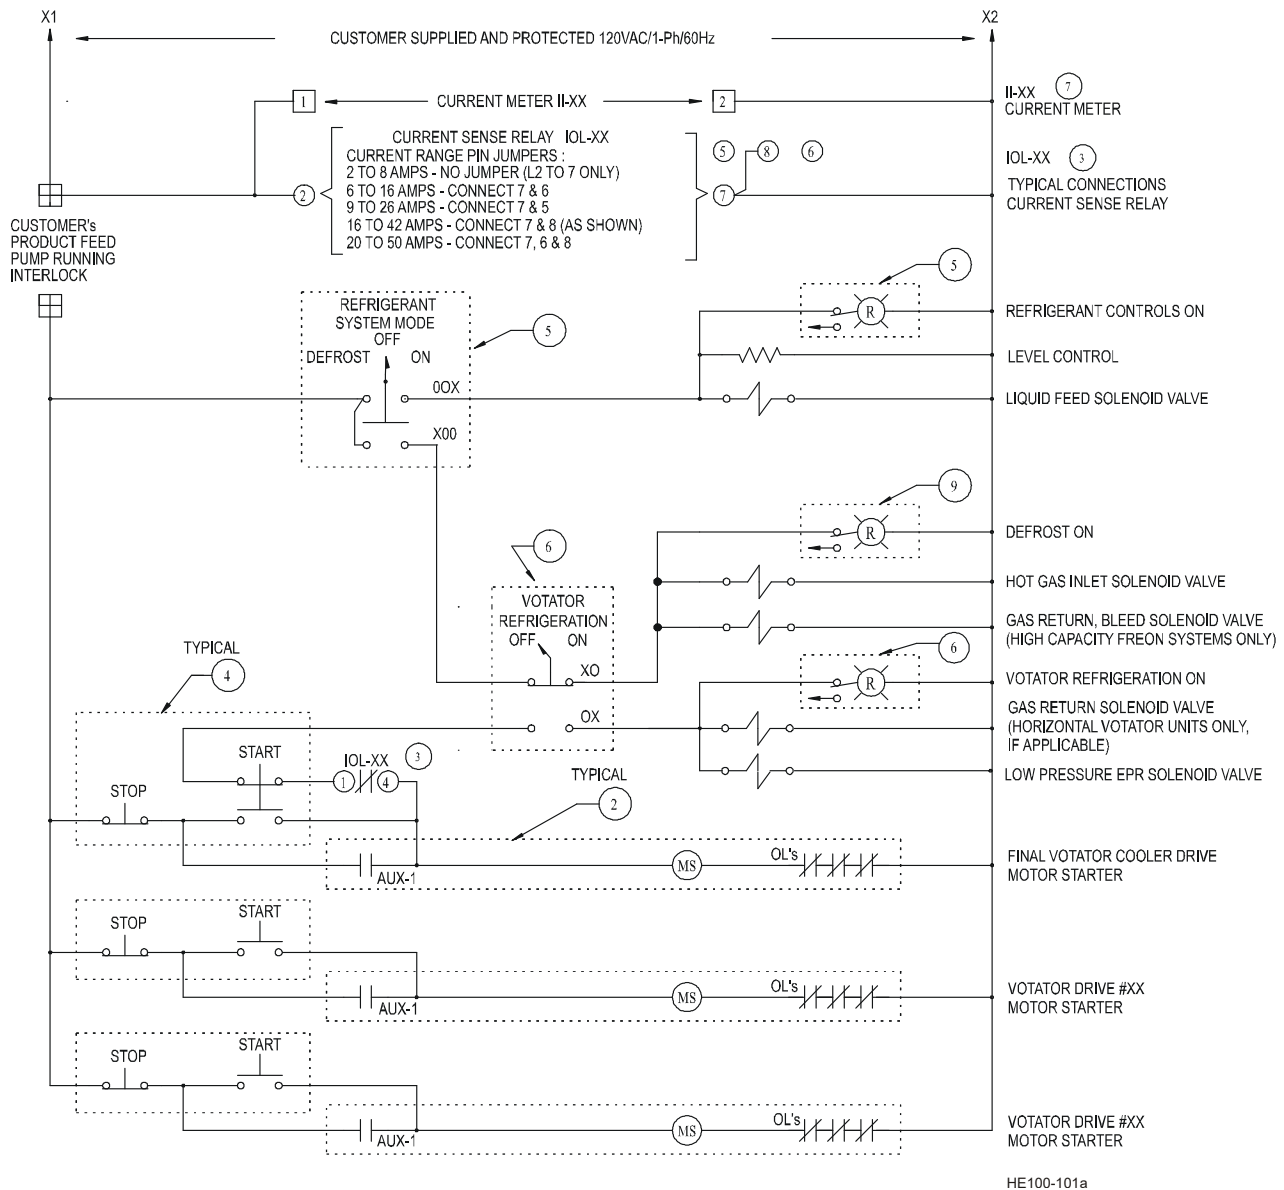 X1
X2
CUSTOMER SUPPLIED AND PROTECTED 120VAC/1-Ph/60Hz
1
CURRENT METER II-XX
2
II-XX 7
CURRENT METER
CURRENT SENSE RELAY IOL-XX
CURRENT RANGE PIN JUMPERS :
2 TO 8 AMPS - NO JUMPER (L2 TO 7 ONLY)
6 TO 16 AMPS - CONNECT 7 & 6
9 TO 26 AMPS - CONNECT 7 & 5
16 TO 42 AMPS - CONNECT 7 & 8 (AS SHOWN)
20 TO 50 AMPS - CONNECT 7, 6 & 8
2
5 8 6
7
IOL-XX 3
TYPICAL CONNECTIONS
CURRENT SENSE RELAY
CUSTOMER's
PRODUCT FEED
PUMP RUNNING
INTERLOCK
REFRIGERANT
SYSTEM MODE
OFF
DEFROST ON
0OX
X00
5
5
R
REFRIGERANT CONTROLS ON
LEVEL CONTROL
LIQUID FEED SOLENOID VALVE
9
R
DEFROST ON
6
VOTATOR
REFRIGERATION
OFF ON
XO
OX
HOT GAS INLET SOLENOID VALVE
GAS RETURN, BLEED SOLENOID VALVE
(HIGH CAPACITY FREON SYSTEMS ONLY)
6
R
VOTATOR REFRIGERATION ON
GAS RETURN SOLENOID VALVE
(HORIZONTAL VOTATOR UNITS ONLY,
IF APPLICABLE)
LOW PRESSURE EPR SOLENOID VALVE
TYPICAL
4
START
STOP
IOL-XX 3
1 4
TYPICAL
2
AUX-1
MS
OL's
FINAL VOTATOR COOLER DRIVE
MOTOR STARTER
STOP
START
AUX-1
MS
OL's
VOTATOR DRIVE #XX
MOTOR STARTER
STOP
START
AUX-1
MS
OL's
VOTATOR DRIVE #XX
MOTOR STARTER
HE100-101a